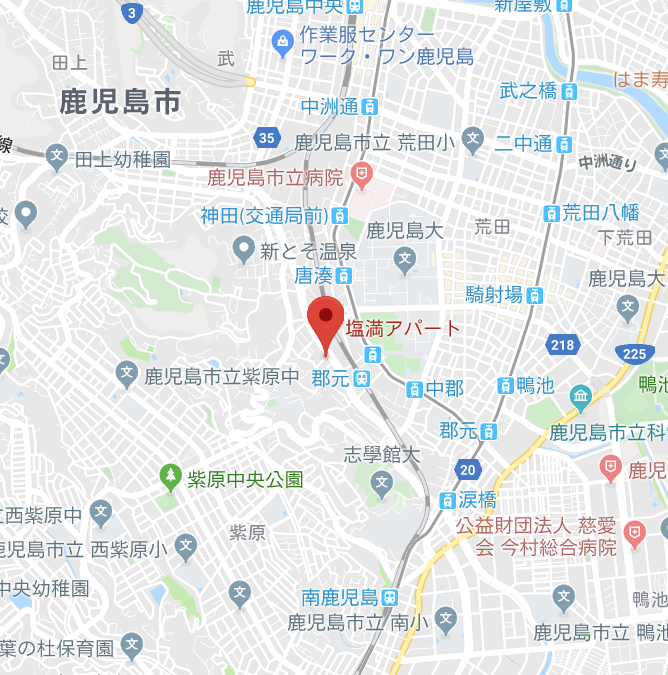 鹿児島中央
新屋敷
3
作業服センター
ワーク・ワン鹿児島
田上
武
はま寿
武之橋
鹿児島市
中洲通
35
鹿児島市立 荒田小
二中通
線
田上幼稚園
中洲通り
鹿児島市立病院
校
神田(交通局前)
荒田八幡
鹿児島大
荒田
下荒田
新とそ温泉
唐湊
鹿児島大
騎射場
塩満アパート
218
225
鹿児島市立紫原中
郡元
中郡
鴨池
鴨池
郡元
鹿児島市立科学
志學館大
20
鹿児
紫原中央公園
涙橋
立西紫原中
紫原
公益財団法人 慈愛
会 今村総合病院
鹿児島市立 西紫原小
中央幼稚園
南鹿児島
鴨池
鹿児島市立 南小
鹿児島市立 鴨池
葉の杜保育園